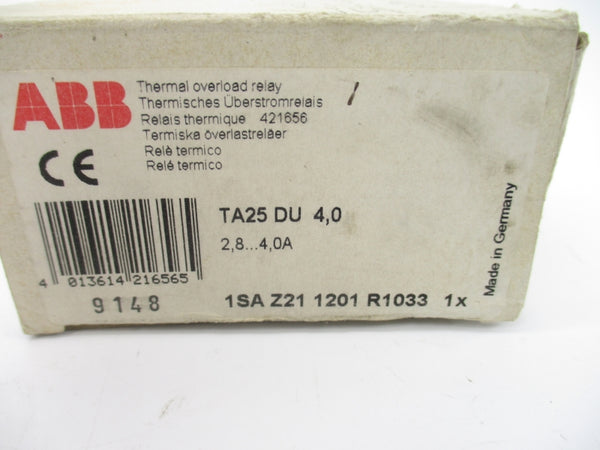 ABB
Thermal overload relay
Thermisches Überstromrelais
Relais thermique 421656
Termiska överlastreläer
Relè termico
Relé termico
CE
TA25 DU 4,0
2,8...4,0A
4 013614 216565
9148
1SA Z21 1201 R1033 1x
Made in Germany